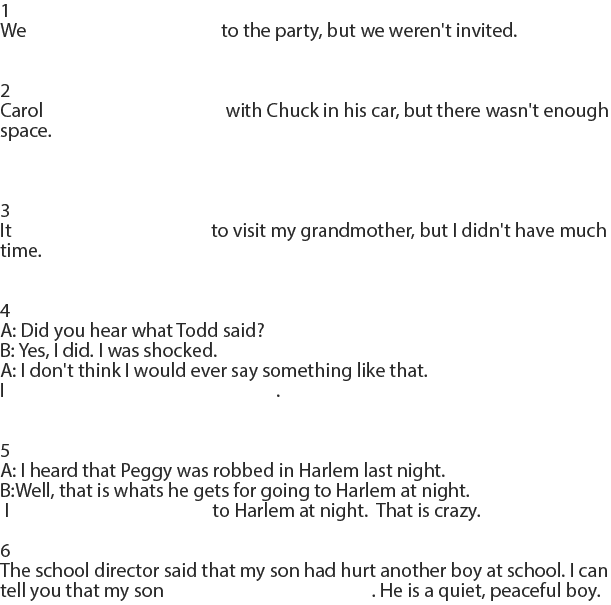 1
We to the party, but we weren't invited.
2
Carol with Chuck in his car, but there wasn't enough
space.
3
It to visit my grandmother, but I didn't have much
time.
4
A: Did you hear what Todd said?
B: Yes, I did. I was shocked.
A: I don't think I would ever say something like that.
I .
5
A: I heard that Peggy was robbed in Harlem last night.
B:Well, that is whats he gets for going to Harlem at night.
I to Harlem at night. That is crazy.
6
The school director said that my son had hurt another boy at school. I can
tell you that my son . He is a quiet, peaceful boy.